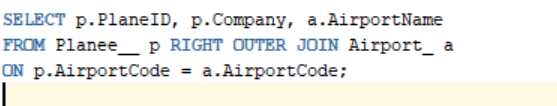 SELECT p.PlaneID, p.Company, a.AirportName
FROM Planee__ p RIGHT OUTER JOIN Airport_ a
ON p.AirportCode = a.AirportCode;